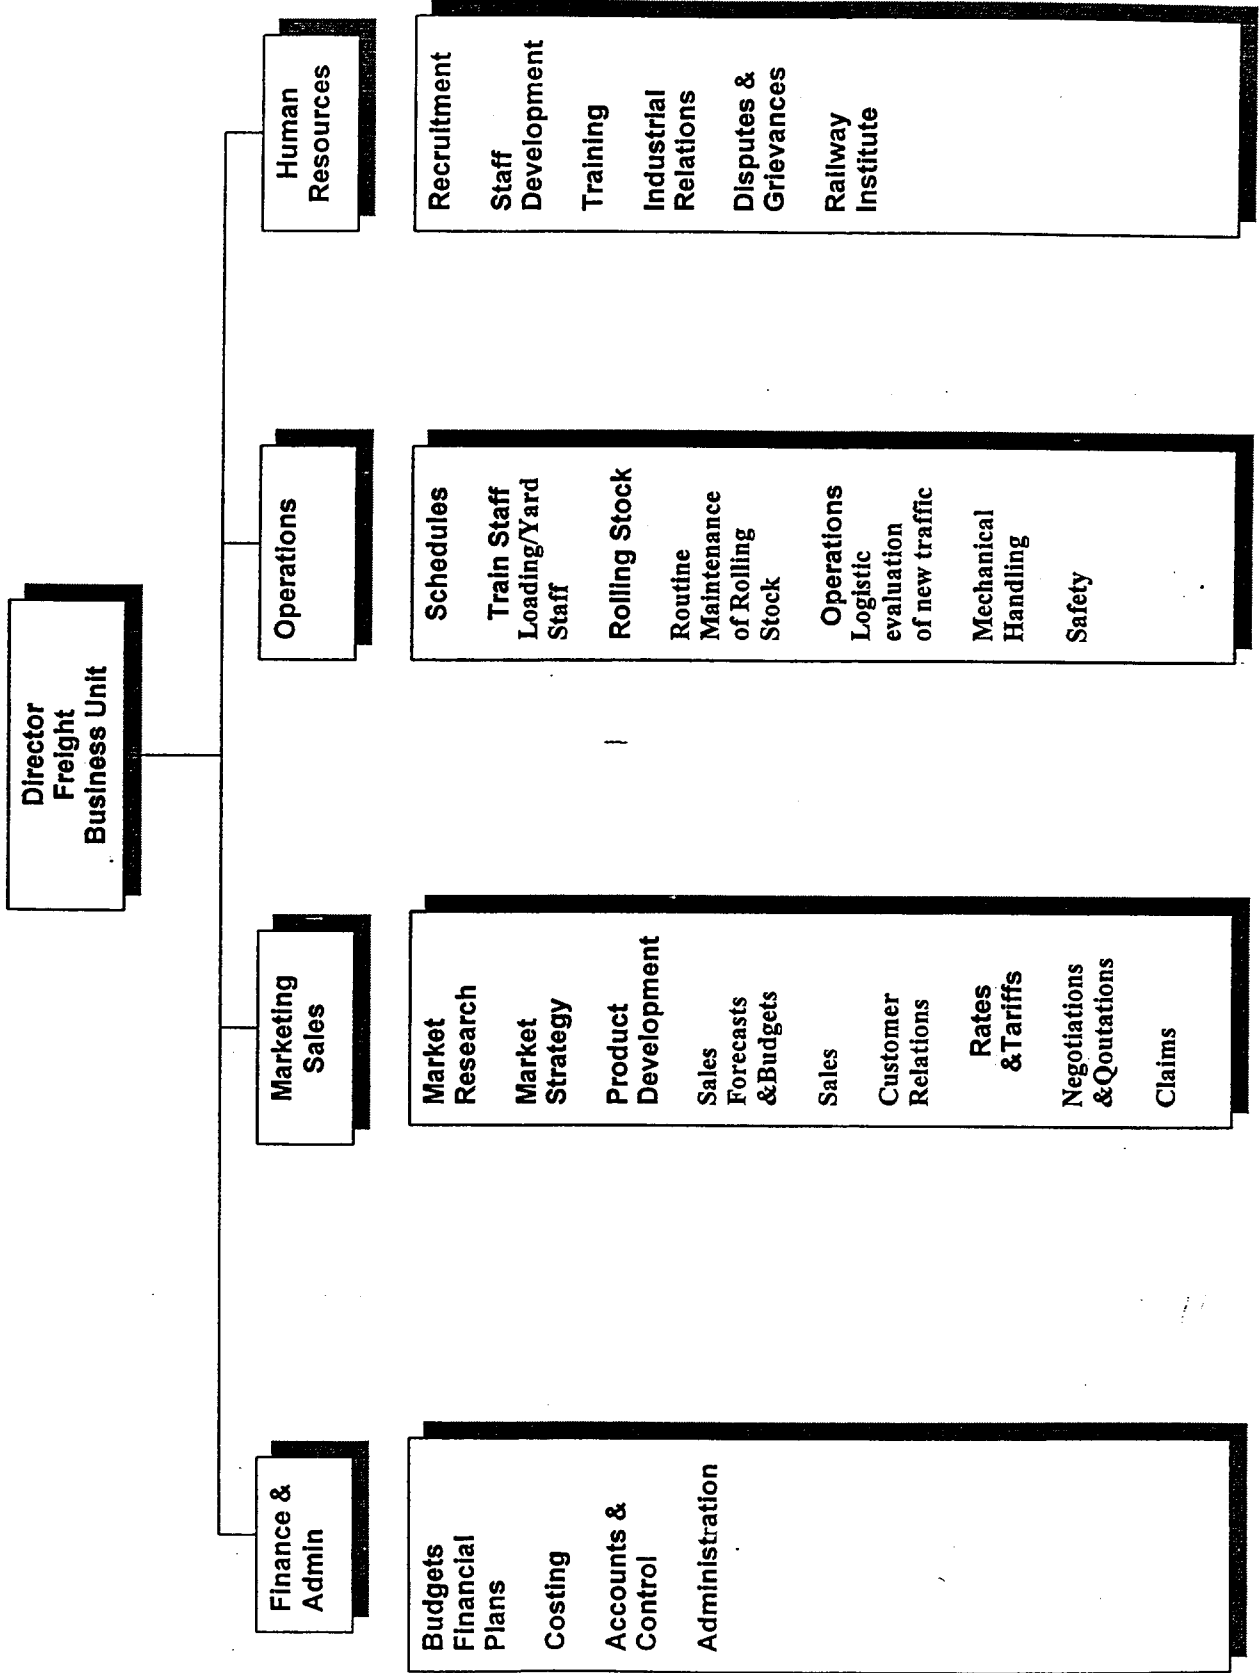 Director
Freight
Business Unit
Finance &
Admin
Budgets
Financial
Plans
Costing
Accounts &
Control
Administration
Marketing
Sales
Market
Research
Market
Strategy
Product
Development
Sales
Forecasts
&Budgets
Sales
Customer
Relations
Rates
&Tariffs
Negotiations
&Qoutations
Claims
Operations
Schedules
Train Staff
Loading/Yard
Staff
Rolling Stock
Routine
Maintenance
of Rolling
Stock
Operations
Logistic
evaluation
of new traffic
Mechanical
Handling
Safety
Human
Resources
Recruitment
Staff
Development
Training
Industrial
Relations
Disputes &
Grievances
Railway
Institute